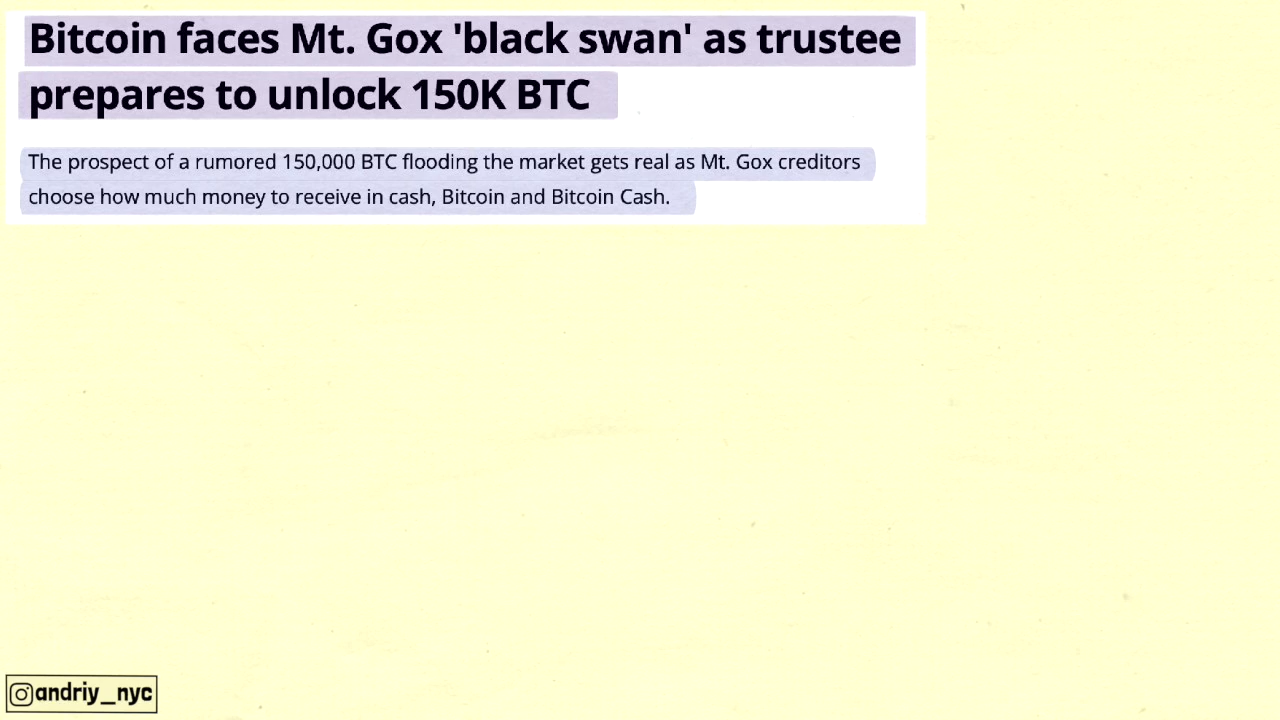 Bitcoin faces Mt. Gox 'black swan' as trustee
prepares to unlock 150K BTC
The prospect of a rumored 150,000 BTC flooding the market gets real as Mt. Gox creditors
choose how much money to receive in cash, Bitcoin and Bitcoin Cash.
@andriy_nyc